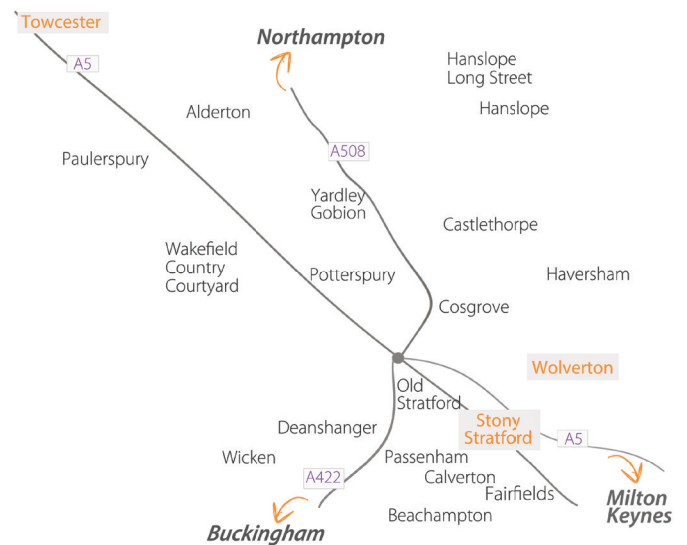 Towcester
Northampton
A5
Hanslope
Long Street
Hanslope
Alderton
A508
Paulerspury
Yardley
Gobion
Castlethorpe
Wakefield
Country
Courtyard
Potterspury
Haversham
Cosgrove
Wolverton
Old
Stratford
Stony
Stratford
Deanshanger
A5
Wicken
Passenham
A422
Calverton
Fairfields
Milton
Keynes
Beachampton
Buckingham